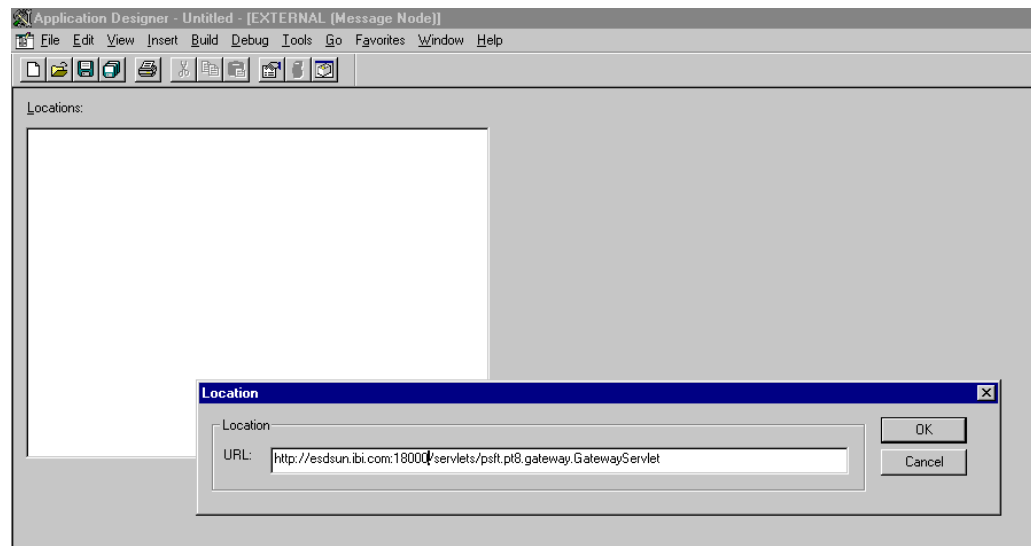 Application Designer - Untitled - [EXTERNAL (Message Node)]
File Edit View Insert Build Debug Tools Go Favorites Window Help
Locations:
Location
Location
OK
URL: http://esdsun.ibi.com:18000/servlets/psft.pt8.gateway.GatewayServlet
Cancel